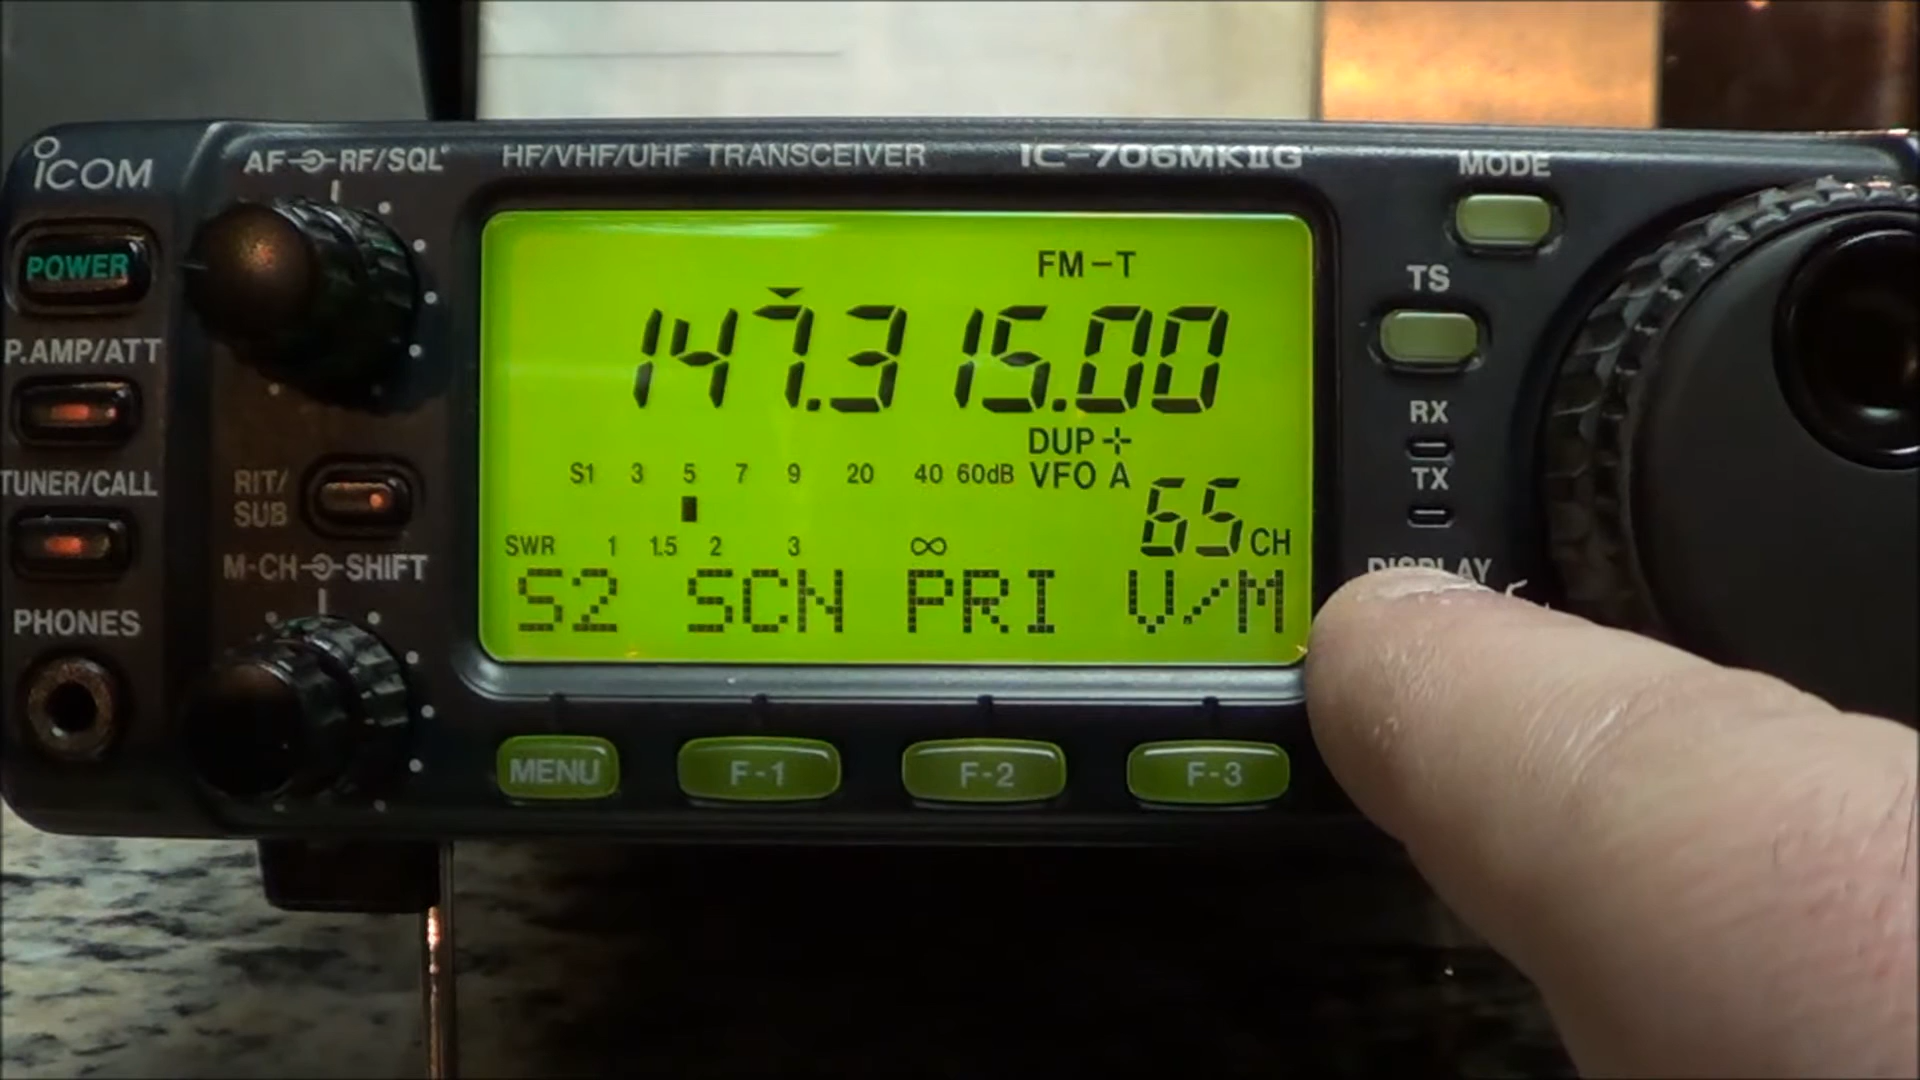 iCOM
AF RF/SQL
HF/VHF/UHF TRANSCEIVER
IC-706MKIIG
MODE
POWER
FM-T
TS
147.315.00
P.AMP/ATT
RX
DUP+
TUNER/CALL
RIT/
SUB
S1 3 5 7 9 20 40 60dB
VFO A
TX
65CH
SWR 1 1.5 2 3 ∞
M-CH SHIFT
DISPLAY
S2 SCN PRI V/M
PHONES
MENU F-1 F-2 F-3